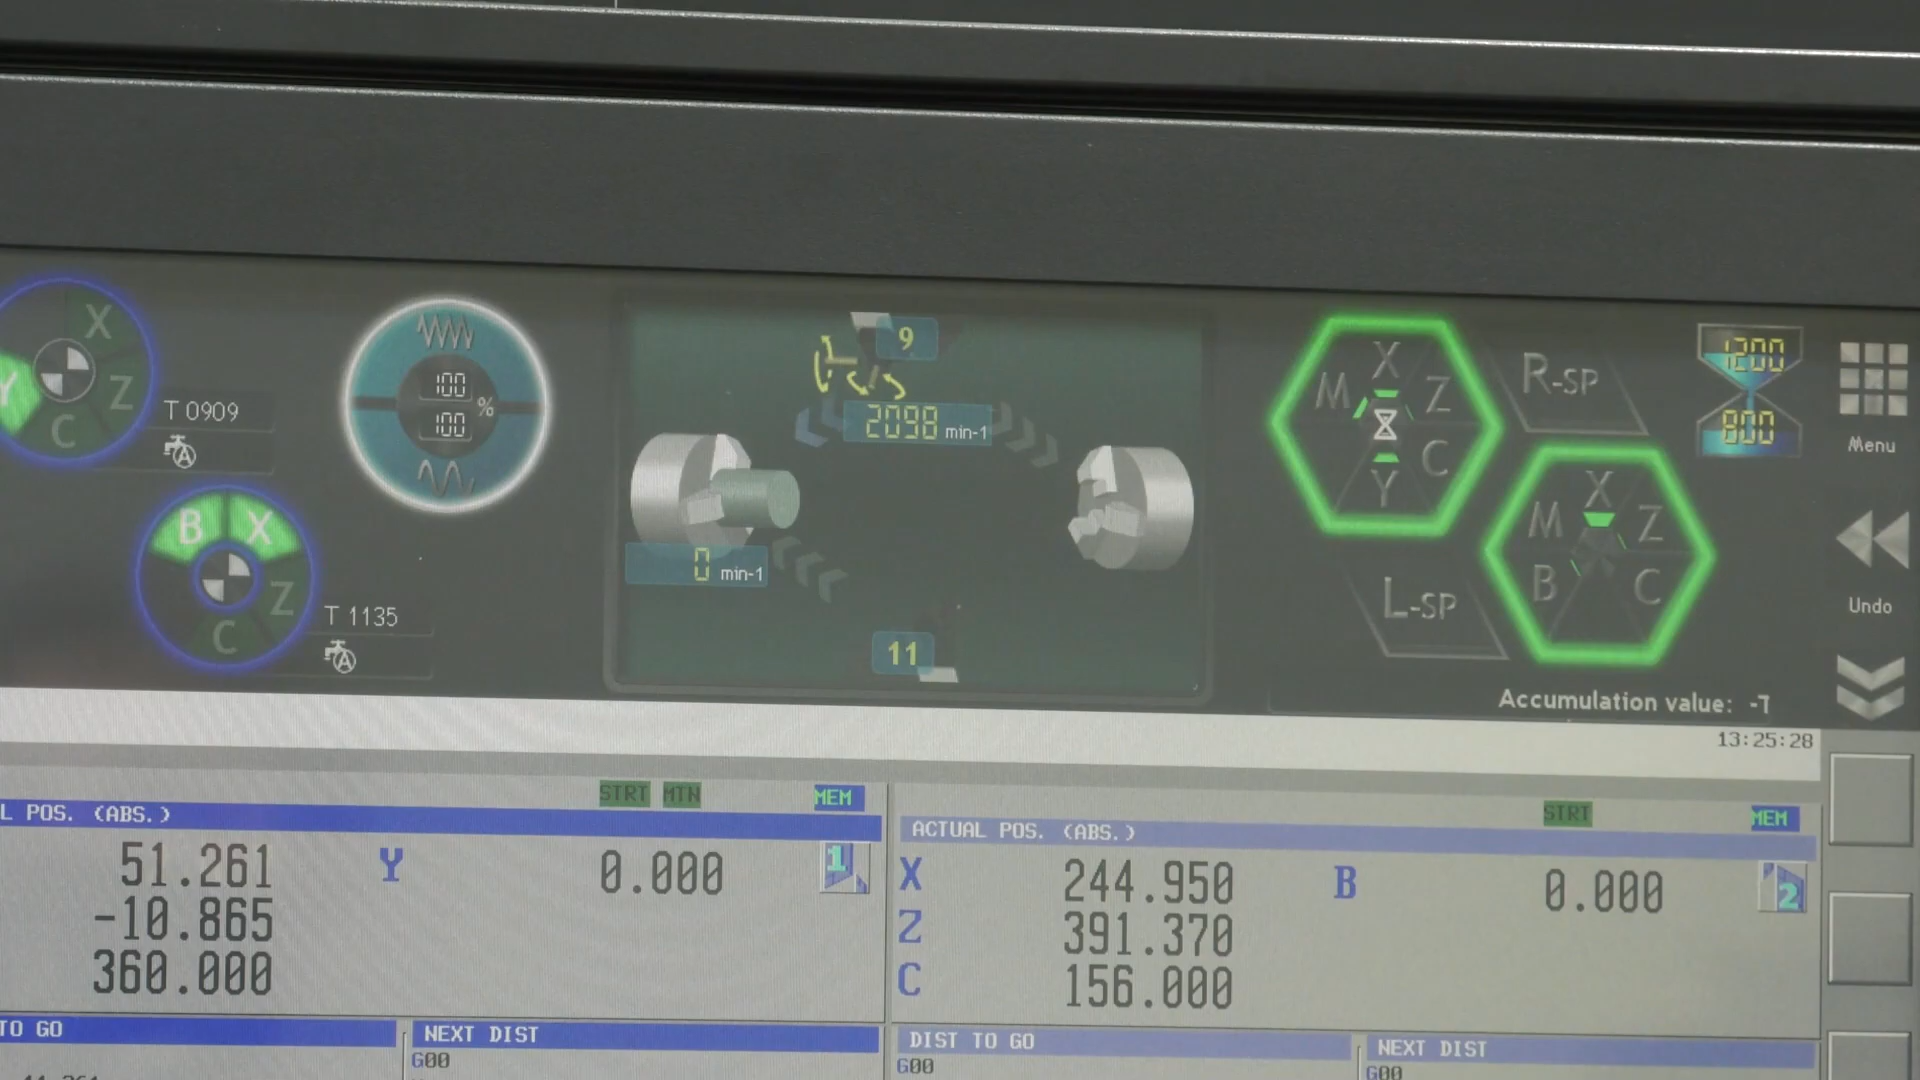 X
Y
Z
C
T 0909
A
B X
Z
C
T 1135
A
100
100 %
9
2098 min-1
0 min-1
11
X
M Z
C
Y
R-SP
X
M Z
B C
L-SP
1200
800
Menu
Undo
Accumulation value: -7
13:25:28
STRT MTN MEM
L POS. (ABS.)
51.261 Y 0.000 1
-10.865
360.000
TO GO
NEXT DIST
G00
STRT MEM
ACTUAL POS. (ABS.)
X 244.950 B 0.000 2
Z 391.370
C 156.000
DIST TO GO
G00
NEXT DIST
G00